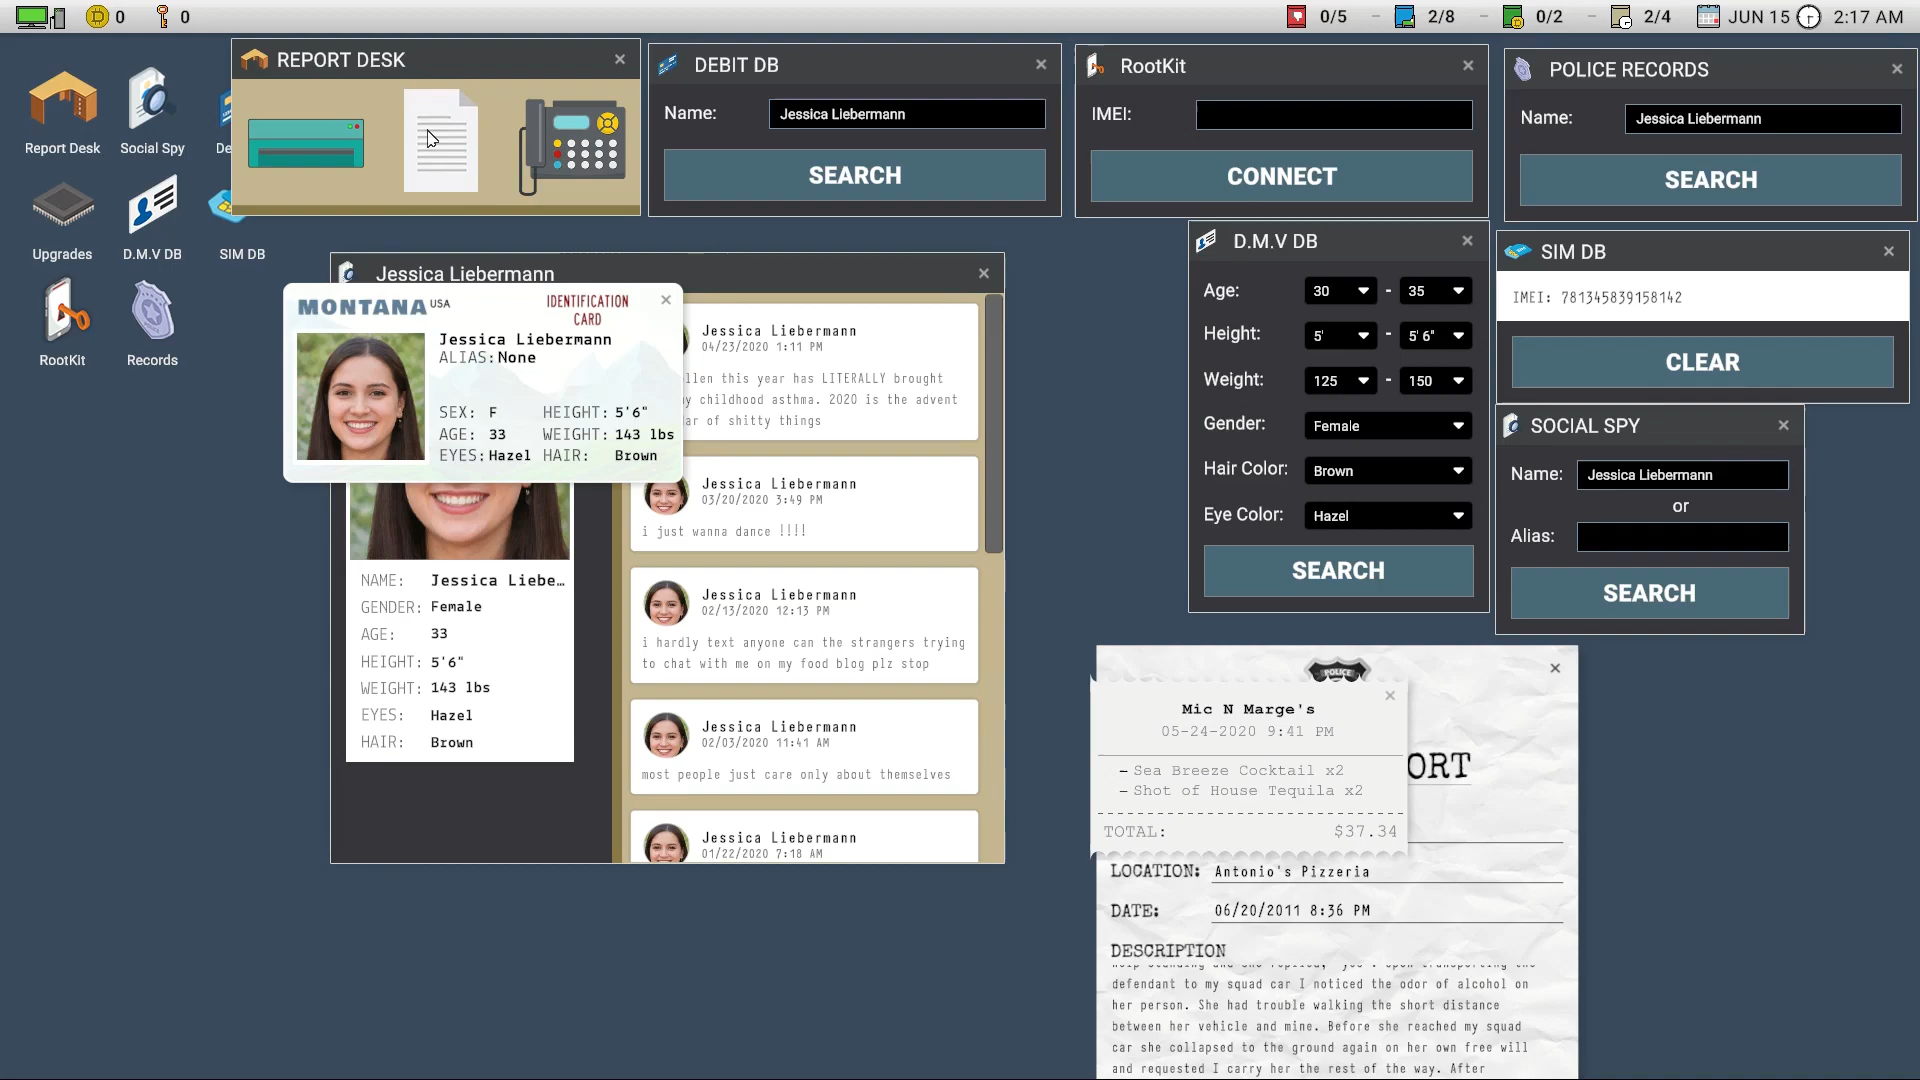 0
0
0/5
2/8
0/2
2/4
JUN 15
2:17 AM
Report Desk
Social Spy
De
Upgrades
D.M.V DB
SIM DB
RootKit
Records
REPORT DESK
DEBIT DB
Name:
Jessica Liebermann
SEARCH
RootKit
IMEI:
CONNECT
POLICE RECORDS
Name:
Jessica Liebermann
SEARCH
D.M.V DB
Age:
30
-
35
Height:
5'
-
5' 6"
Weight:
125
-
150
Gender:
Female
Hair Color:
Brown
Eye Color:
Hazel
SEARCH
SIM DB
IMEI: 781345839158142
CLEAR
SOCIAL SPY
Name:
Jessica Liebermann
or
Alias:
SEARCH
Jessica Liebermann
MONTANA USA
IDENTIFICATION
CARD
Jessica Liebermann
ALIAS: None
SEX: F HEIGHT: 5'6"
AGE: 33 WEIGHT: 143 lbs
EYES: Hazel HAIR: Brown
NAME: Jessica Liebe…
GENDER: Female
AGE: 33
HEIGHT: 5'6"
WEIGHT: 143 lbs
EYES: Hazel
HAIR: Brown
Jessica Liebermann
04/23/2020 1:11 PM
llen this year has LITERALLY brought
y childhood asthma. 2020 is the advent
ar of shitty things
Jessica Liebermann
03/20/2020 3:49 PM
i just wanna dance !!!!
Jessica Liebermann
02/13/2020 12:13 PM
i hardly text anyone can the strangers trying
to chat with me on my food blog plz stop
Jessica Liebermann
02/03/2020 11:41 AM
most people just care only about themselves
Jessica Liebermann
01/22/2020 7:18 AM
POLICE
ORT
Mic N Marge's
05-24-2020 9:41 PM
- Sea Breeze Cocktail x2
- Shot of House Tequila x2
TOTAL: $37.34
LOCATION: Antonio's Pizzeria
DATE: 06/20/2011 8:36 PM
DESCRIPTION
defendant to my squad car I noticed the odor of alcohol on
her person. She had trouble walking the short distance
between her vehicle and mine. Before she reached my squad
car she collapsed to the ground again on her own free will
and requested I carry her the rest of the way. After